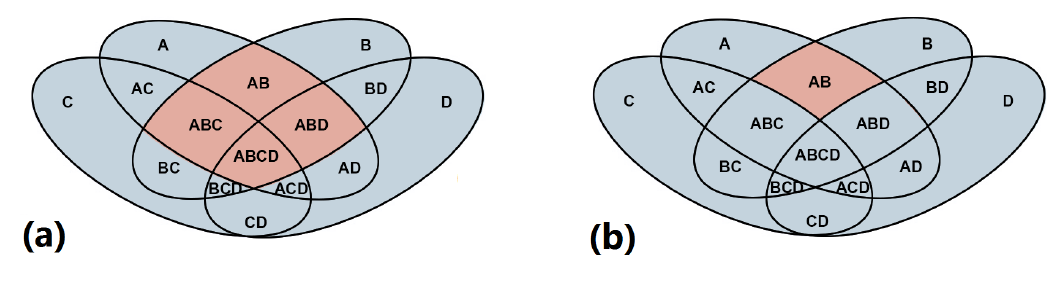 A B
C AC AB BD D
ABC ABD
BC ABCD AD
BCD ACD
CD
(a)
A B
C AC AB BD D
ABC ABD
BC ABCD AD
BCD ACD
CD
(b)